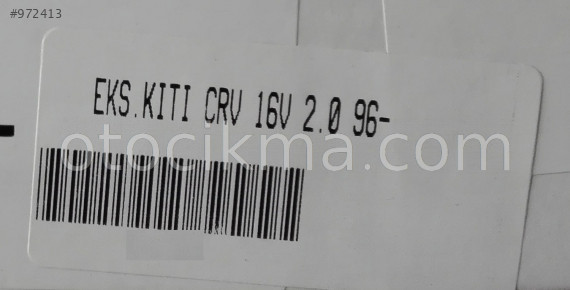 #972413
EKS.KITI CRV 16V 2.0 96-
otocikma.com